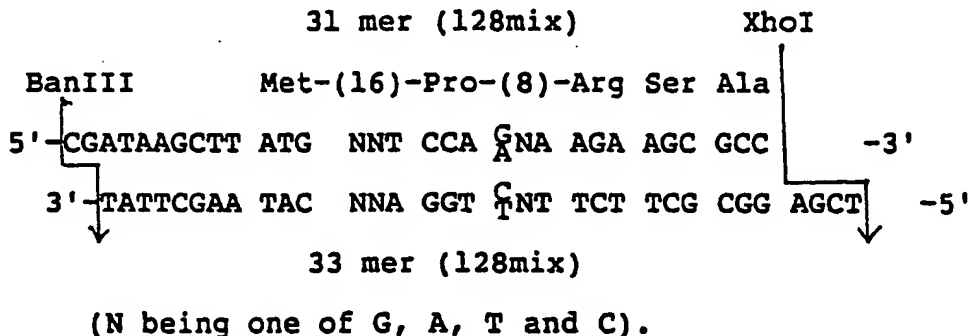 31 mer (128mix) XhoI
BanIII Met-(16)-Pro-(8)-Arg Ser Ala
5'-CGATAAGCTT ATG NNT CCA G/A NA AGA AGC GCC -3'
3'-TATTCGAA TAC NNA GGT C/T NT TCT TCG CGG AGCT -5'
33 mer (128mix)
(N being one of G, A, T and C).